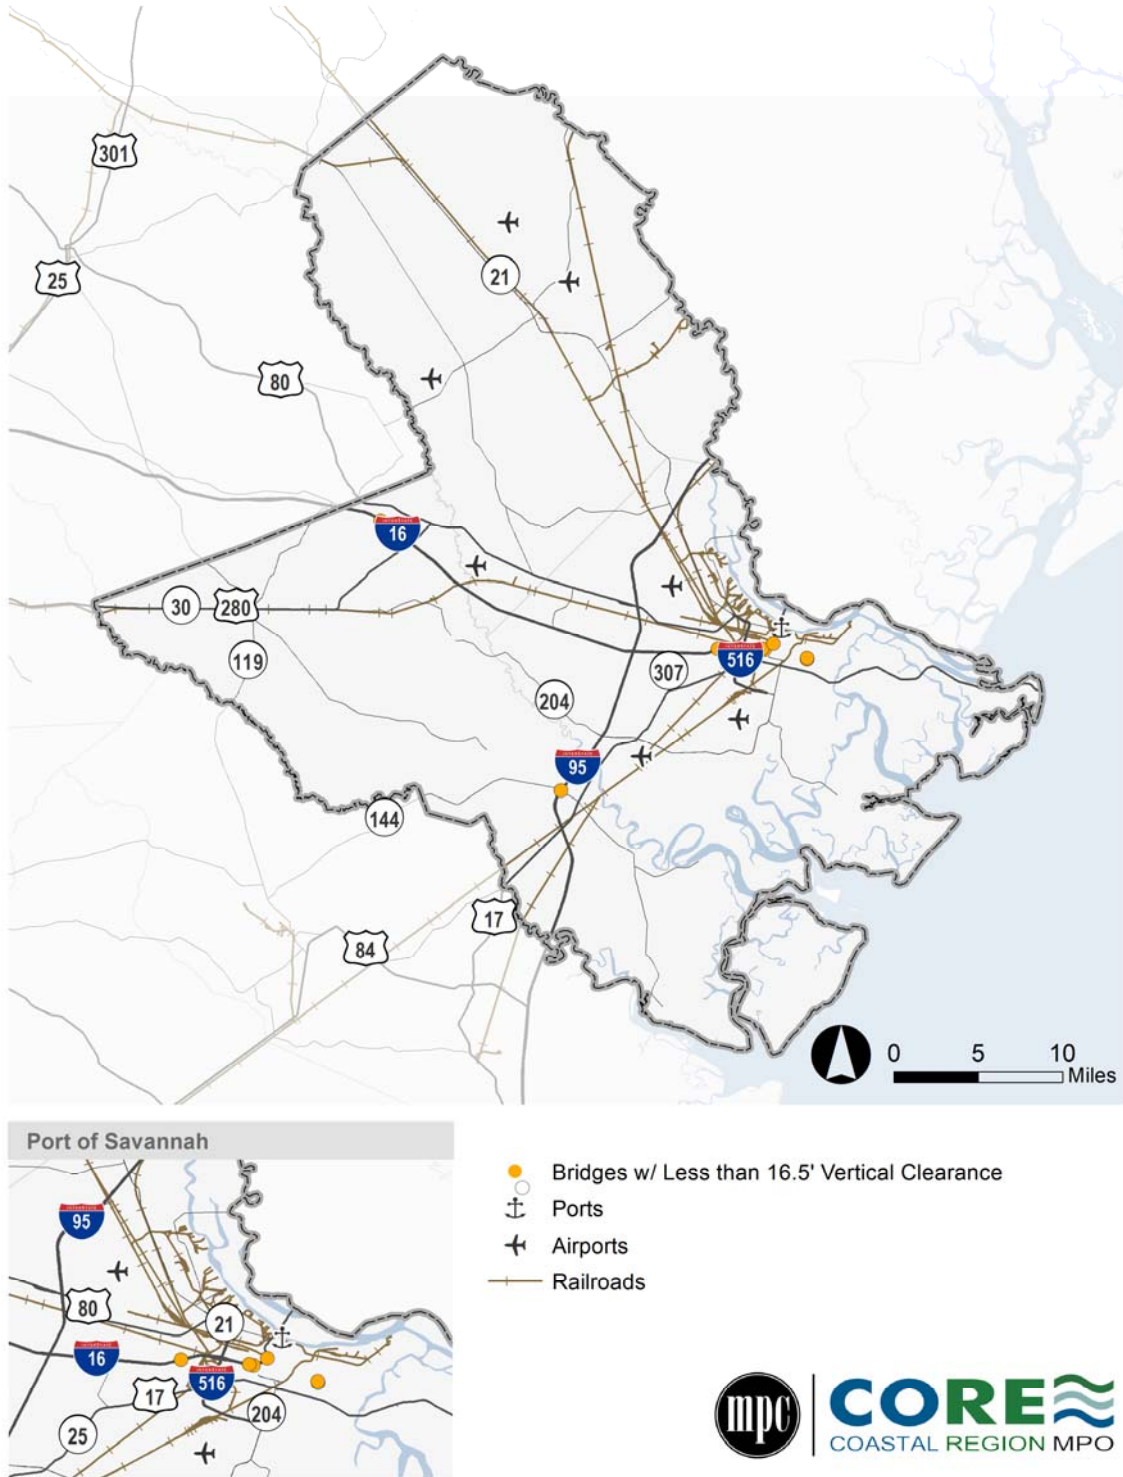 301
25
21
80
16
30
280
119
516
307
204
95
144
17
84
0 5 10
Miles
Port of Savannah
95
80
21
16
516
17
204
25
Bridges w/ Less than 16.5' Vertical Clearance
Ports
Airports
Railroads
mpc
CORE
COASTAL REGION MPO